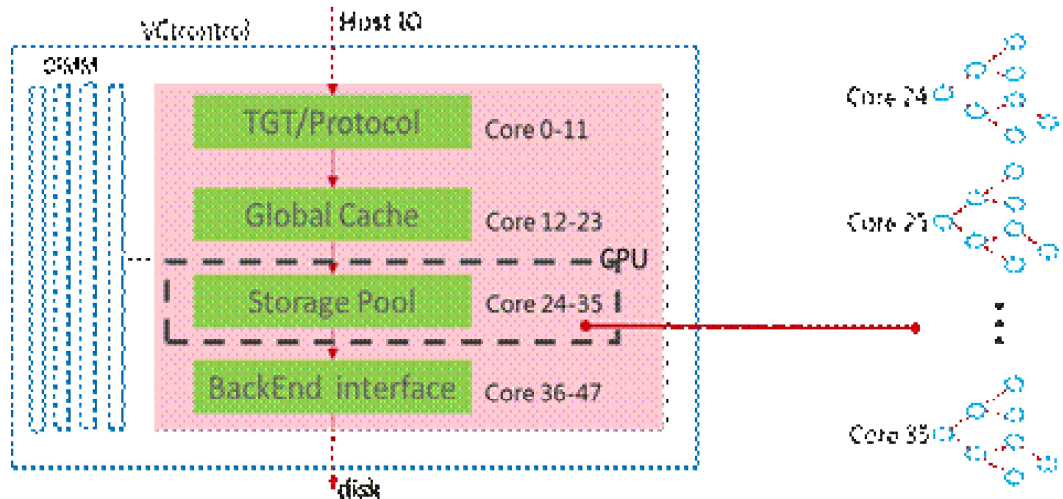 Host IO
TGT/Protocol
Core 0-11
Global Cache
Core 12-23
GPU
Storage Pool
Core 24-35
BackEnd interface
Core 36-47
disk
Core 24
Core 25
Core 35